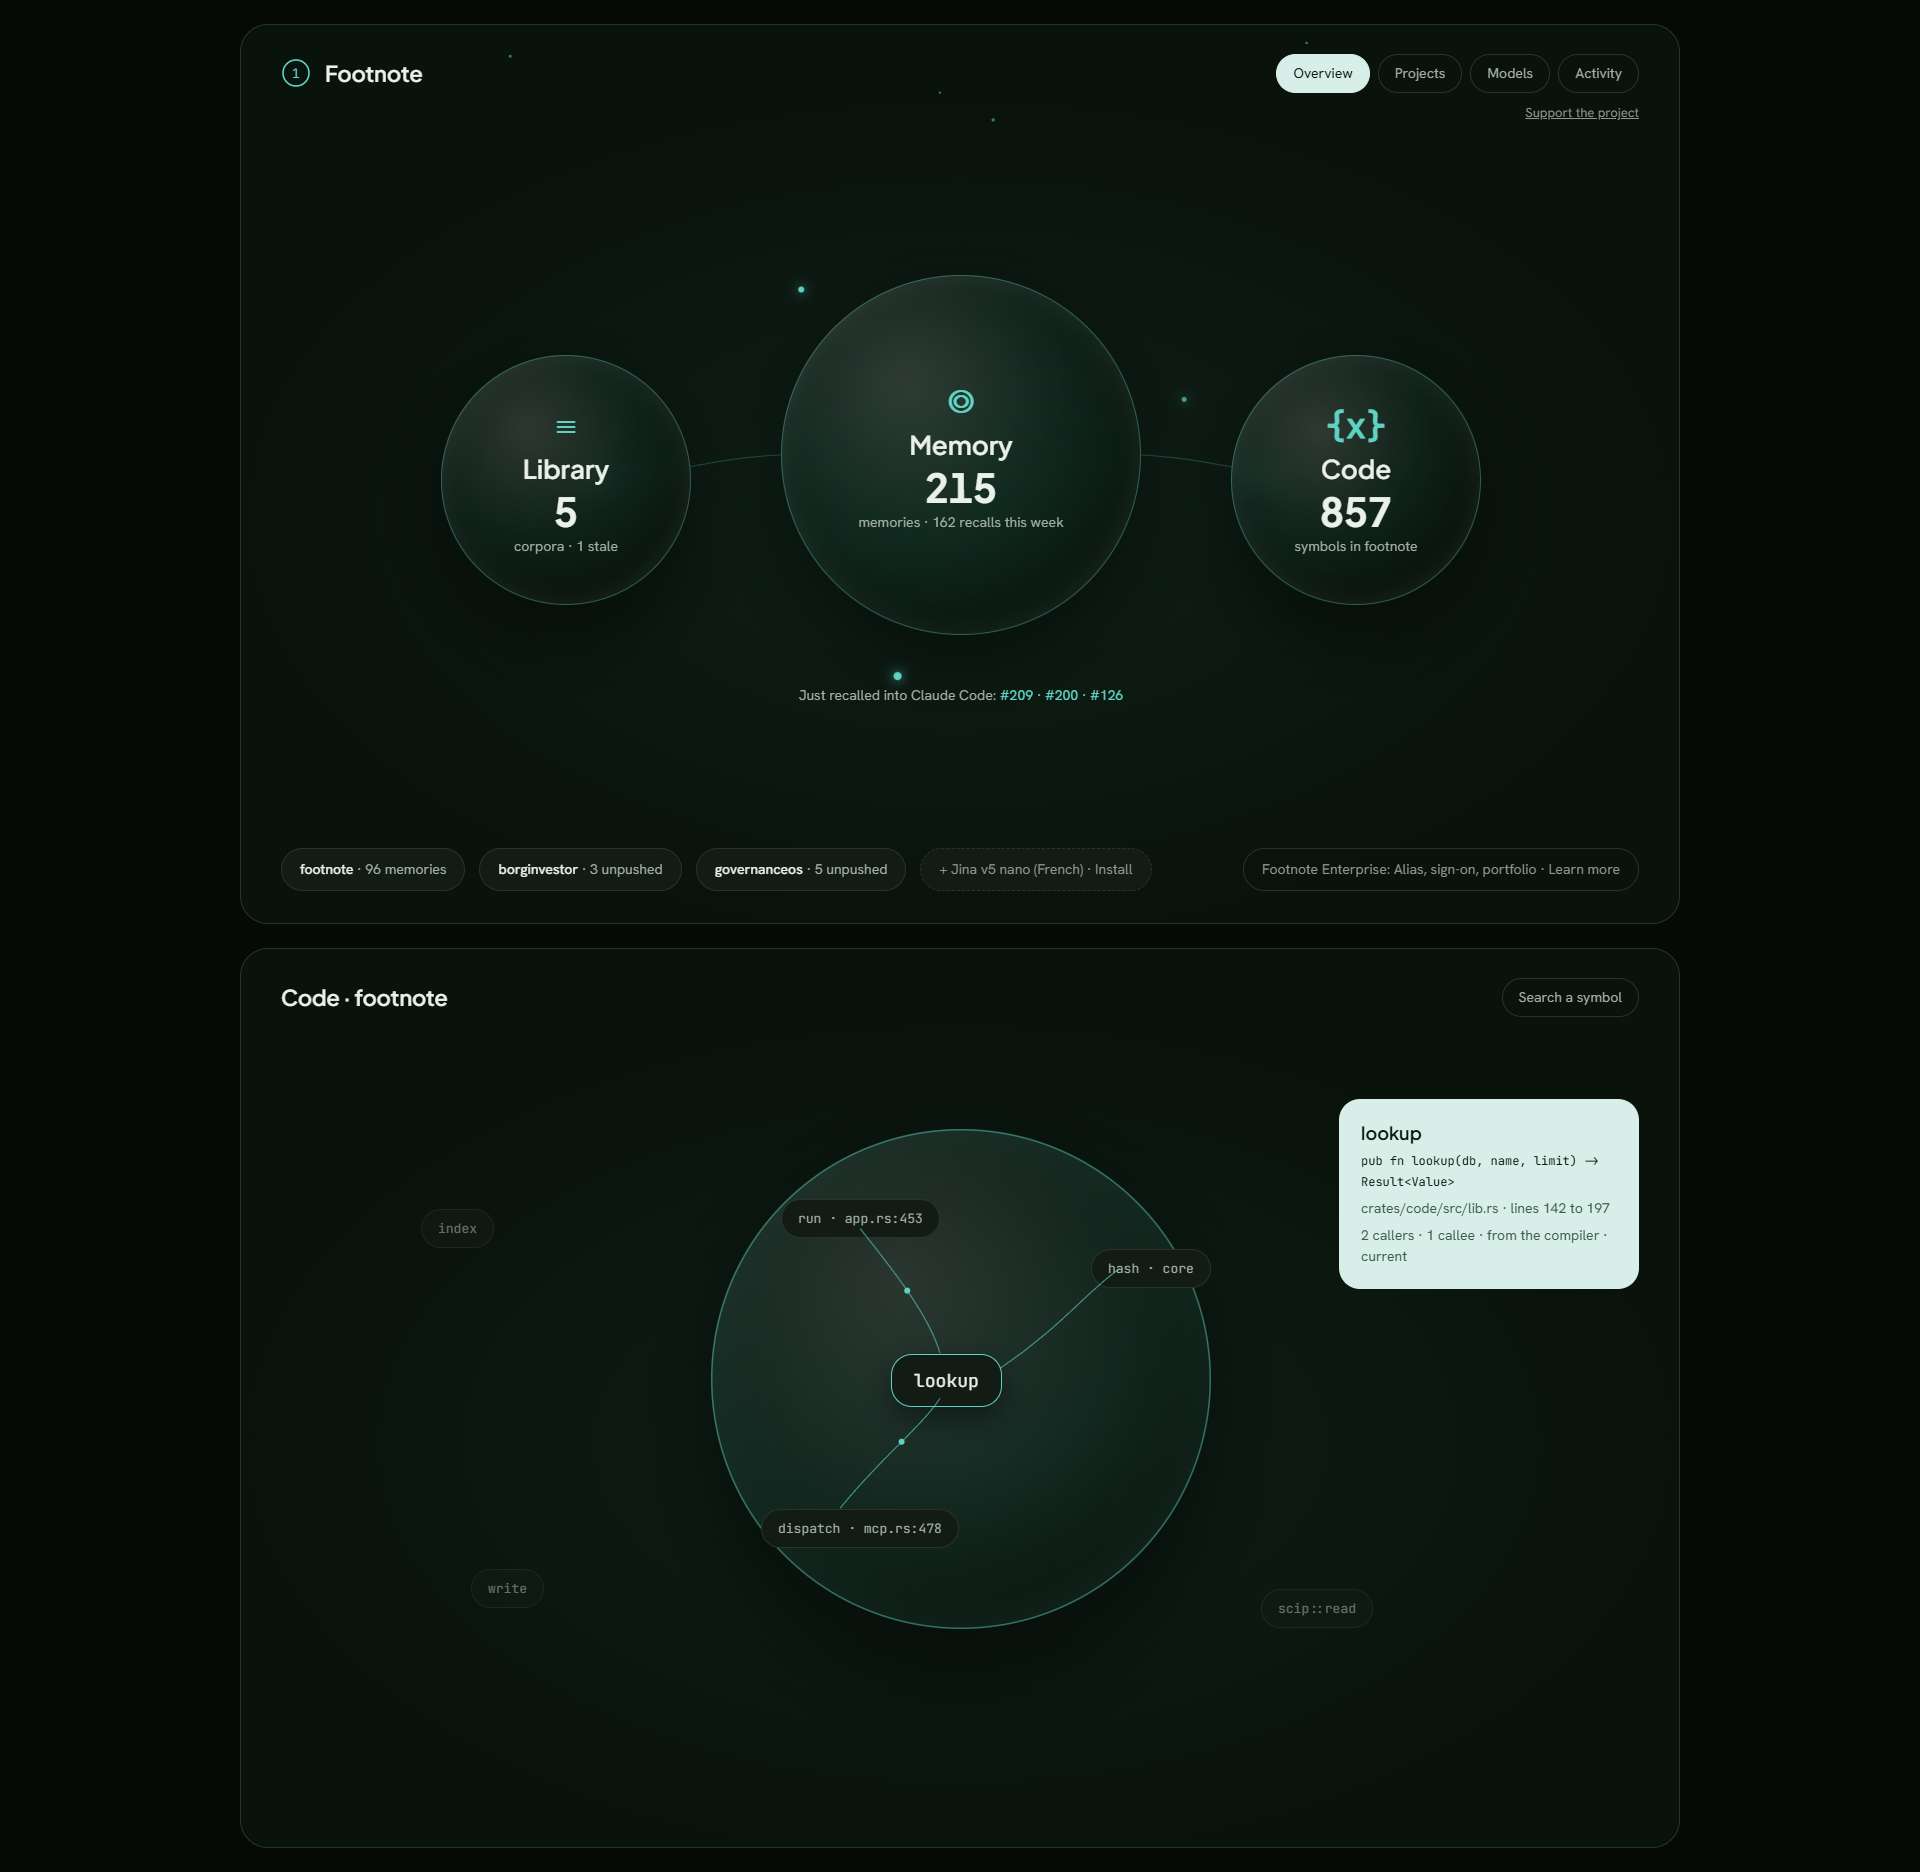 1 Footnote
Overview Projects Models Activity
Support the project
Library
5
corpora · 1 stale
Memory
215
memories · 162 recalls this week
{x}
Code
857
symbols in footnote
Just recalled into Claude Code: #209 · #200 · #126
footnote · 96 memories
borginvestor · 3 unpushed
governanceos · 5 unpushed
+ Jina v5 nano (French) · Install
Footnote Enterprise: Alias, sign-on, portfolio · Learn more
Code · footnote
Search a symbol
lookup
pub fn lookup(db, name, limit) →
Result<Value>
crates/code/src/lib.rs · lines 142 to 197
2 callers · 1 callee · from the compiler ·
current
index
run · app.rs:453
hash · core
lookup
dispatch · mcp.rs:478
write
scip::read